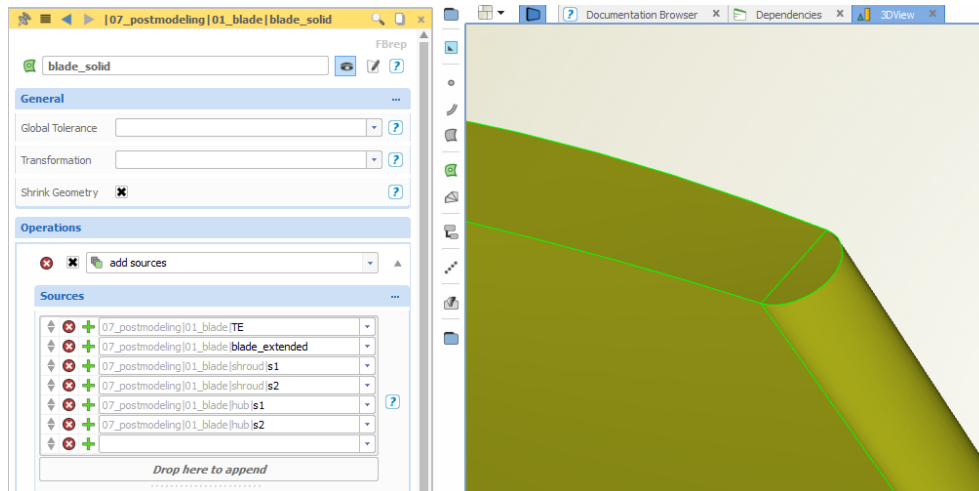 |07_postmodeling|01_blade|blade_solid
FBrep
blade_solid
General
...
Global Tolerance
Transformation
Shrink Geometry
Operations
add sources
Sources
...
07_postmodeling|01_blade|TE
07_postmodeling|01_blade|blade_extended
07_postmodeling|01_blade|shroud|s1
07_postmodeling|01_blade|shroud|s2
07_postmodeling|01_blade|hub|s1
07_postmodeling|01_blade|hub|s2
Drop here to append
Documentation Browser
Dependencies
3DView